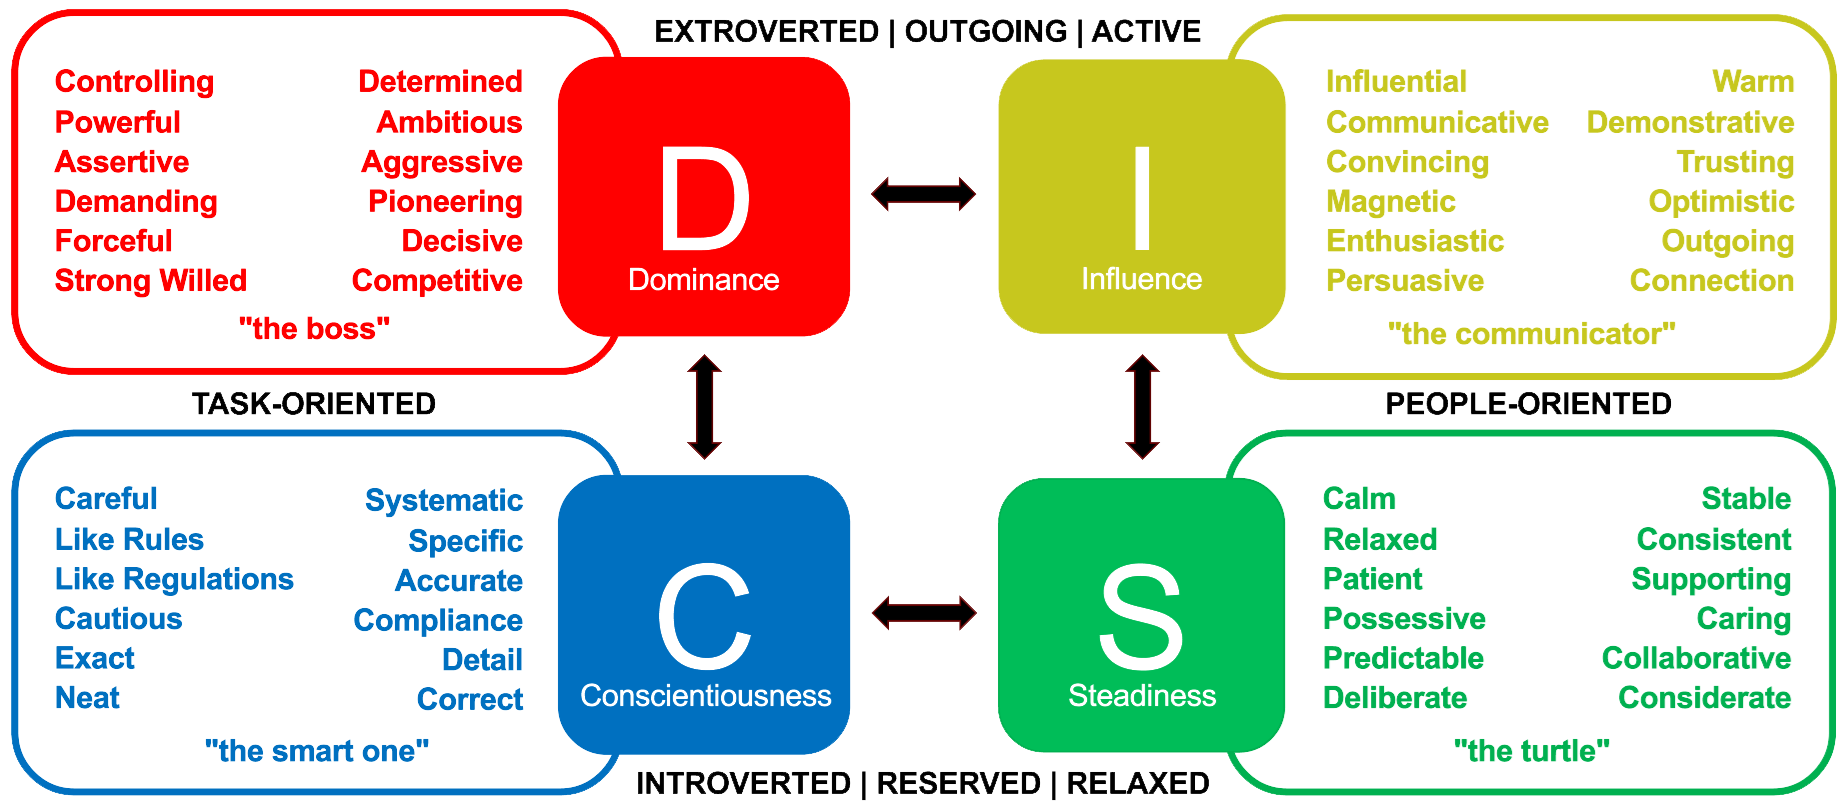 EXTROVERTED | OUTGOING | ACTIVE
Controlling Determined
Powerful Ambitious
Assertive Aggressive
Demanding Pioneering
Forceful Decisive
Strong Willed Competitive
"the boss"
D
Dominance
I
Influence
Influential Warm
Communicative Demonstrative
Convincing Trusting
Magnetic Optimistic
Enthusiastic Outgoing
Persuasive Connection
"the communicator"
TASK-ORIENTED
PEOPLE-ORIENTED
Careful Systematic
Like Rules Specific
Like Regulations Accurate
Cautious Compliance
Exact Detail
Neat Correct
"the smart one"
C
Conscientiousness
S
Steadiness
Calm Stable
Relaxed Consistent
Patient Supporting
Possessive Caring
Predictable Collaborative
Deliberate Considerate
"the turtle"
INTROVERTED | RESERVED | RELAXED